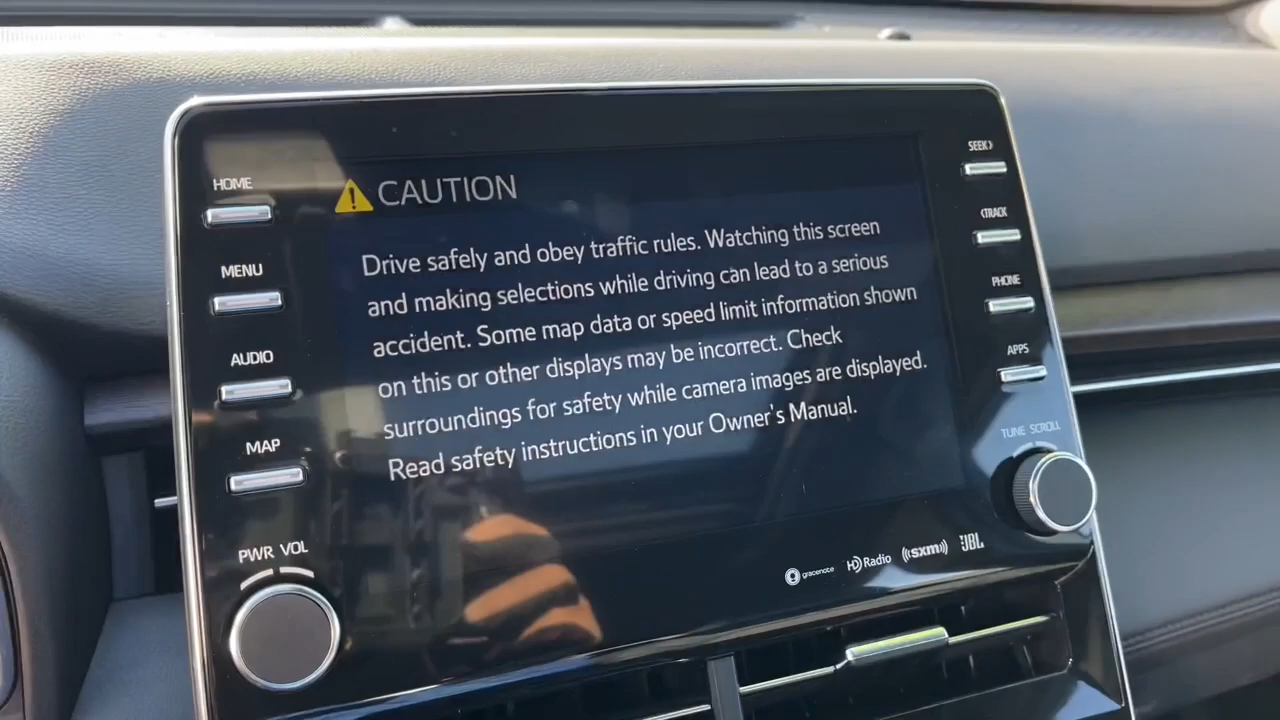 HOME
MENU
AUDIO
MAP
PWR VOL
CAUTION
Drive safely and obey traffic rules. Watching this screen
and making selections while driving can lead to a serious
accident. Some map data or speed limit information shown
on this or other displays may be incorrect. Check
surroundings for safety while camera images are displayed.
Read safety instructions in your Owner's Manual.
SEEK>
<TRACK
PHONE
APPS
TUNE SCROLL
gracenote HD Radio ((sxm)) JBL